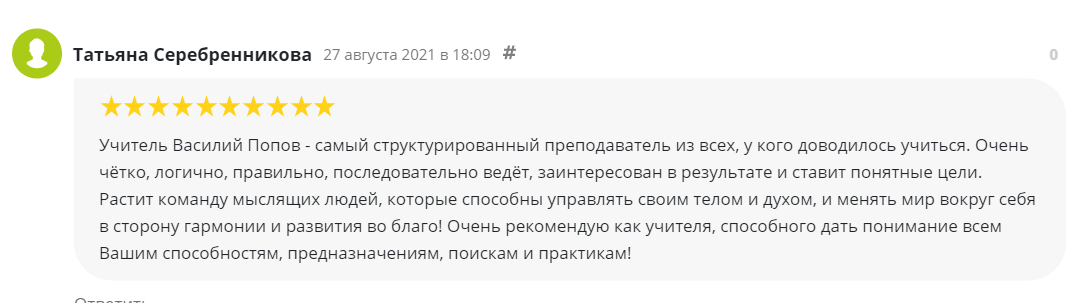 Татьяна Серебренникова 27 августа 2021 в 18:09 # 0
Учитель Василий Попов - самый структурированный преподаватель из всех, у кого доводилось учиться. Очень
чётко, логично, правильно, последовательно ведёт, заинтересован в результате и ставит понятные цели.
Растит команду мыслящих людей, которые способны управлять своим телом и духом, и менять мир вокруг себя
в сторону гармонии и развития во благо! Очень рекомендую как учителя, способного дать понимание всем
Вашим способностям, предназначениям, поискам и практикам!
Ответить